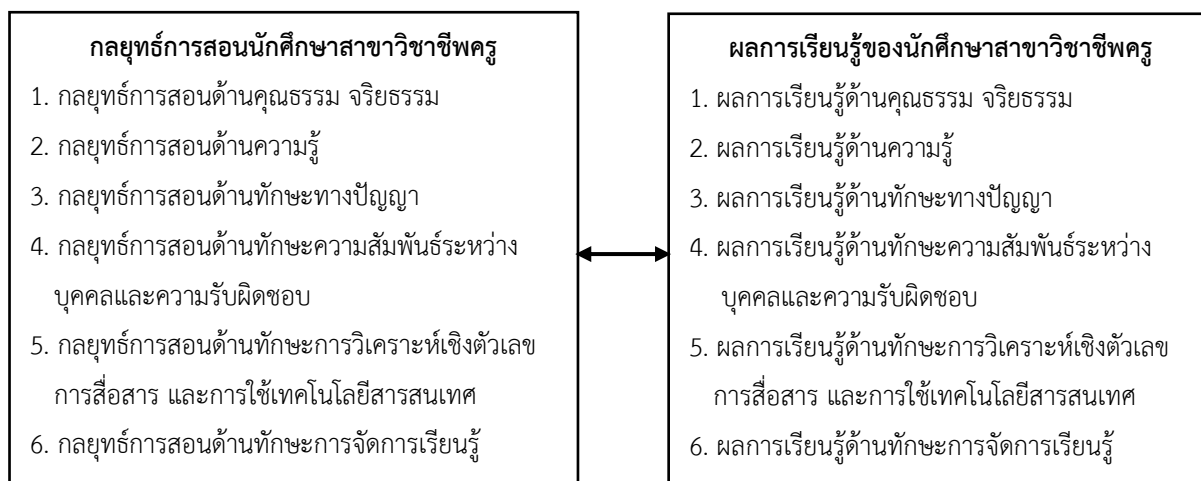 กลยุทธ์การสอนนักศึกษาสาขาวิชาชีพครู
1. กลยุทธ์การสอนด้านคุณธรรม จริยธรรม
2. กลยุทธ์การสอนด้านความรู้
3. กลยุทธ์การสอนด้านทักษะทางปัญญา
4. กลยุทธ์การสอนด้านทักษะความสัมพันธ์ระหว่าง
บุคคลและความรับผิดชอบ
5. กลยุทธ์การสอนด้านทักษะการวิเคราะห์เชิงตัวเลข
การสื่อสาร และการใช้เทคโนโลยีสารสนเทศ
6. กลยุทธ์การสอนด้านทักษะการจัดการเรียนรู้
ผลการเรียนรู้ของนักศึกษาสาขาวิชาชีพครู
1. ผลการเรียนรู้ด้านคุณธรรม จริยธรรม
2. ผลการเรียนรู้ด้านความรู้
3. ผลการเรียนรู้ด้านทักษะทางปัญญา
4. ผลการเรียนรู้ด้านทักษะความสัมพันธ์ระหว่าง
บุคคลและความรับผิดชอบ
5. ผลการเรียนรู้ด้านทักษะการวิเคราะห์เชิงตัวเลข
การสื่อสาร และการใช้เทคโนโลยีสารสนเทศ
6. ผลการเรียนรู้ด้านทักษะการจัดการเรียนรู้